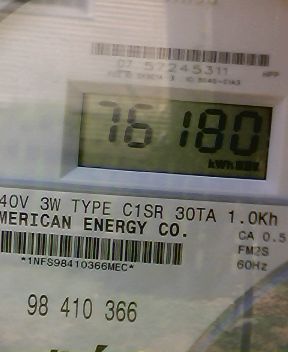 07 57245311
76180
kWh
40V 3W TYPE C1SR 30TA 1.0Kh
MERICAN ENERGY CO.
CA 0.5
FM2S
60Hz
*1NFS98410366MEC*
98 410 366